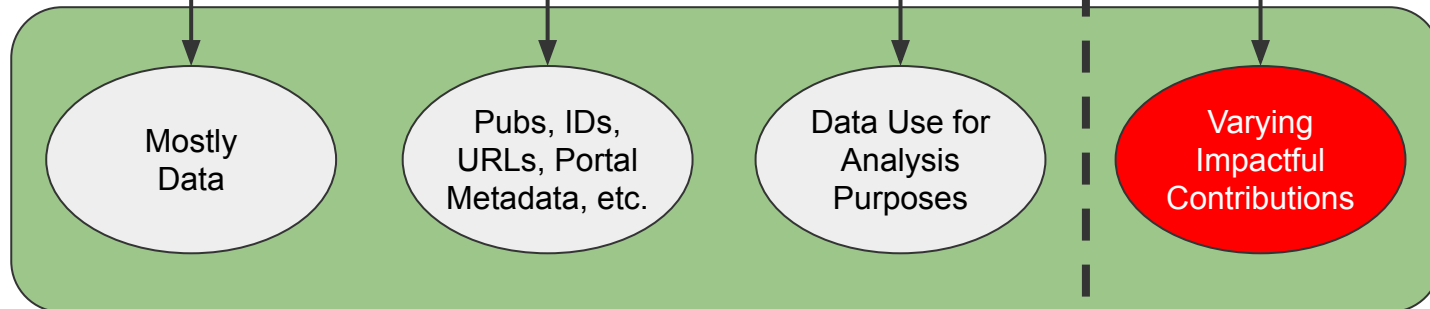 Mostly
Data
Pubs, IDs,
URLs, Portal
Metadata, etc.
Data Use for
Analysis
Purposes
Varying
Impactful
Contributions